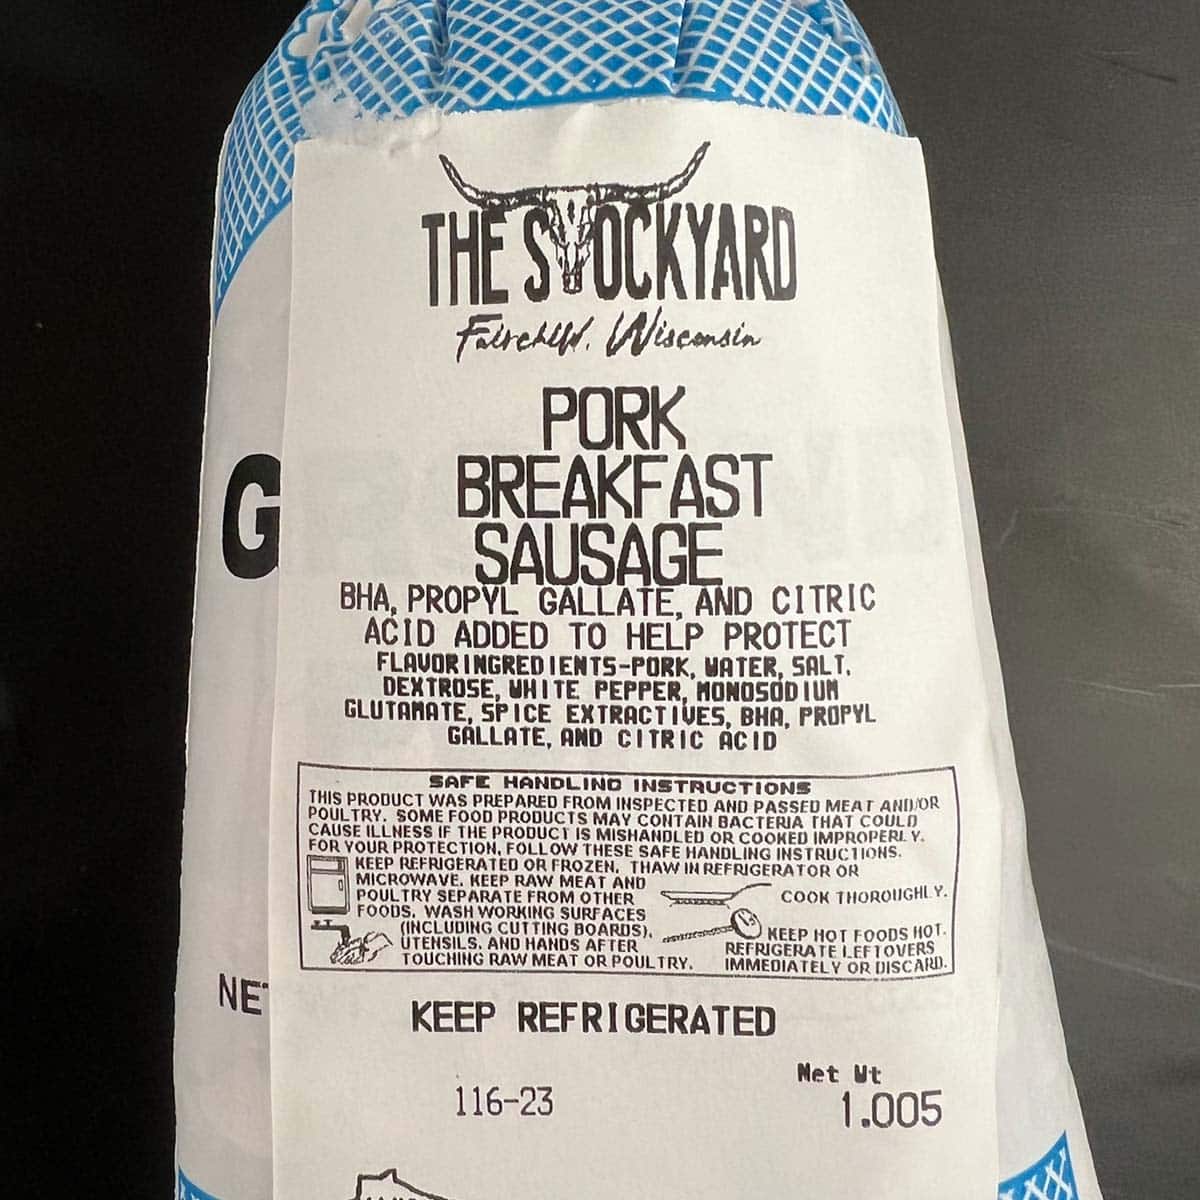 THE STOCKYARD
Fairchild, Wisconsin
PORK
BREAKFAST
SAUSAGE
BHA, PROPYL GALLATE, AND CITRIC
ACID ADDED TO HELP PROTECT
FLAVORINGREDIENTS-PORK, WATER, SALT,
DEXTROSE, WHITE PEPPER, MONOSODIUM
GLUTAMATE, SPICE EXTRACTIVES, BHA, PROPYL
GALLATE, AND CITRIC ACID
SAFE HANDLING INSTRUCTIONS
THIS PRODUCT WAS PREPARED FROM INSPECTED AND PASSED MEAT AND/OR
POULTRY. SOME FOOD PRODUCTS MAY CONTAIN BACTERIA THAT COULD
CAUSE ILLNESS IF THE PRODUCT IS MISHANDLED OR COOKED IMPROPERLY.
FOR YOUR PROTECTION, FOLLOW THESE SAFE HANDLING INSTRUCTIONS.
KEEP REFRIGERATED OR FROZEN. THAW IN REFRIGERATOR OR
MICROWAVE. KEEP RAW MEAT AND
POULTRY SEPARATE FROM OTHER
FOODS. WASH WORKING SURFACES
(INCLUDING CUTTING BOARDS),
UTENSILS, AND HANDS AFTER
TOUCHING RAW MEAT OR POULTRY.
COOK THOROUGHLY.
KEEP HOT FOODS HOT.
REFRIGERATE LEFTOVERS
IMMEDIATELY OR DISCARD.
KEEP REFRIGERATED
116-23
Net Wt
1.005
G
NET